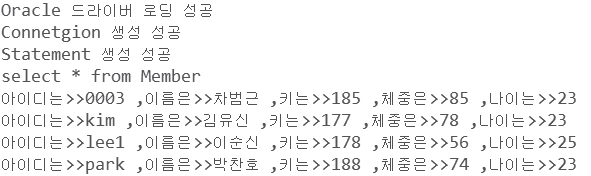 Oracle 드라이버 로딩 성공
Connetgion 생성 성공
Statement 생성 성공
select * from Member
아이디는>>0003 ,이름은>>차범근 ,키는>>185 ,체중은>>85 ,나이는>>23
아이디는>>kim ,이름은>>김유신 ,키는>>177 ,체중은>>78 ,나이는>>23
아이디는>>lee1 ,이름은>>이순신 ,키는>>178 ,체중은>>56 ,나이는>>25
아이디는>>park ,이름은>>박찬호 ,키는>>188 ,체중은>>74 ,나이는>>23